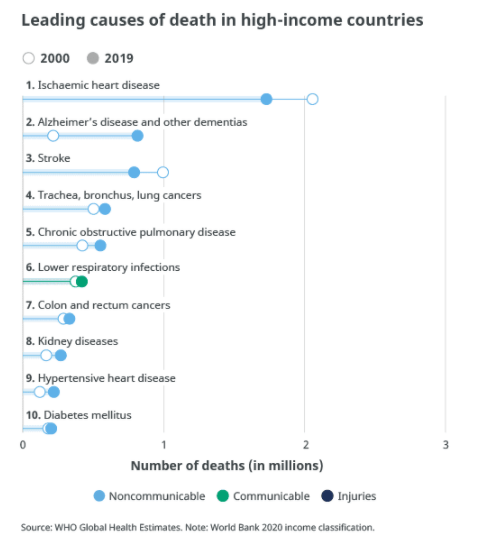 Leading causes of death in high-income countries
2000 2019
1. Ischaemic heart disease
2. Alzheimer's disease and other dementias
3. Stroke
4. Trachea, bronchus, lung cancers
5. Chronic obstructive pulmonary disease
6. Lower respiratory infections
7. Colon and rectum cancers
8. Kidney diseases
9. Hypertensive heart disease
10. Diabetes mellitus
0 1 2 3
Number of deaths (in millions)
Noncommunicable Communicable Injuries
Source: WHO Global Health Estimates. Note: World Bank 2020 income classification.